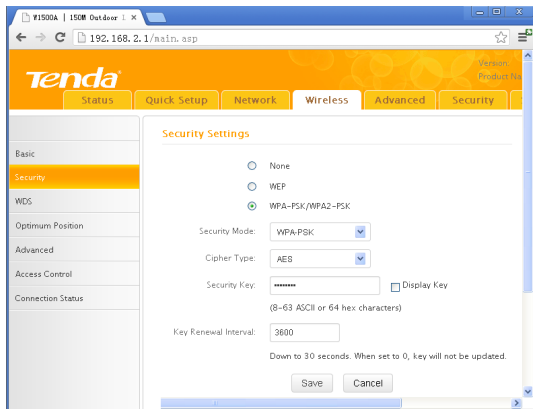 W1500A | 150M Outdoor
192.168.2.1/main.asp
Tenda
Version
Product Na
Status
Quick Setup
Network
Wireless
Advanced
Security
Basic
Security
WDS
Optimum Position
Advanced
Access Control
Connection Status
Security Settings
None
WEP
WPA-PSK/WPA2-PSK
Security Mode: WPA-PSK
Cipher Type: AES
Security Key: ******** Display Key
(8-63 ASCII or 64 hex characters)
Key Renewal Interval: 3600
Down to 30 seconds. When set to 0, key will not be updated.
Save Cancel